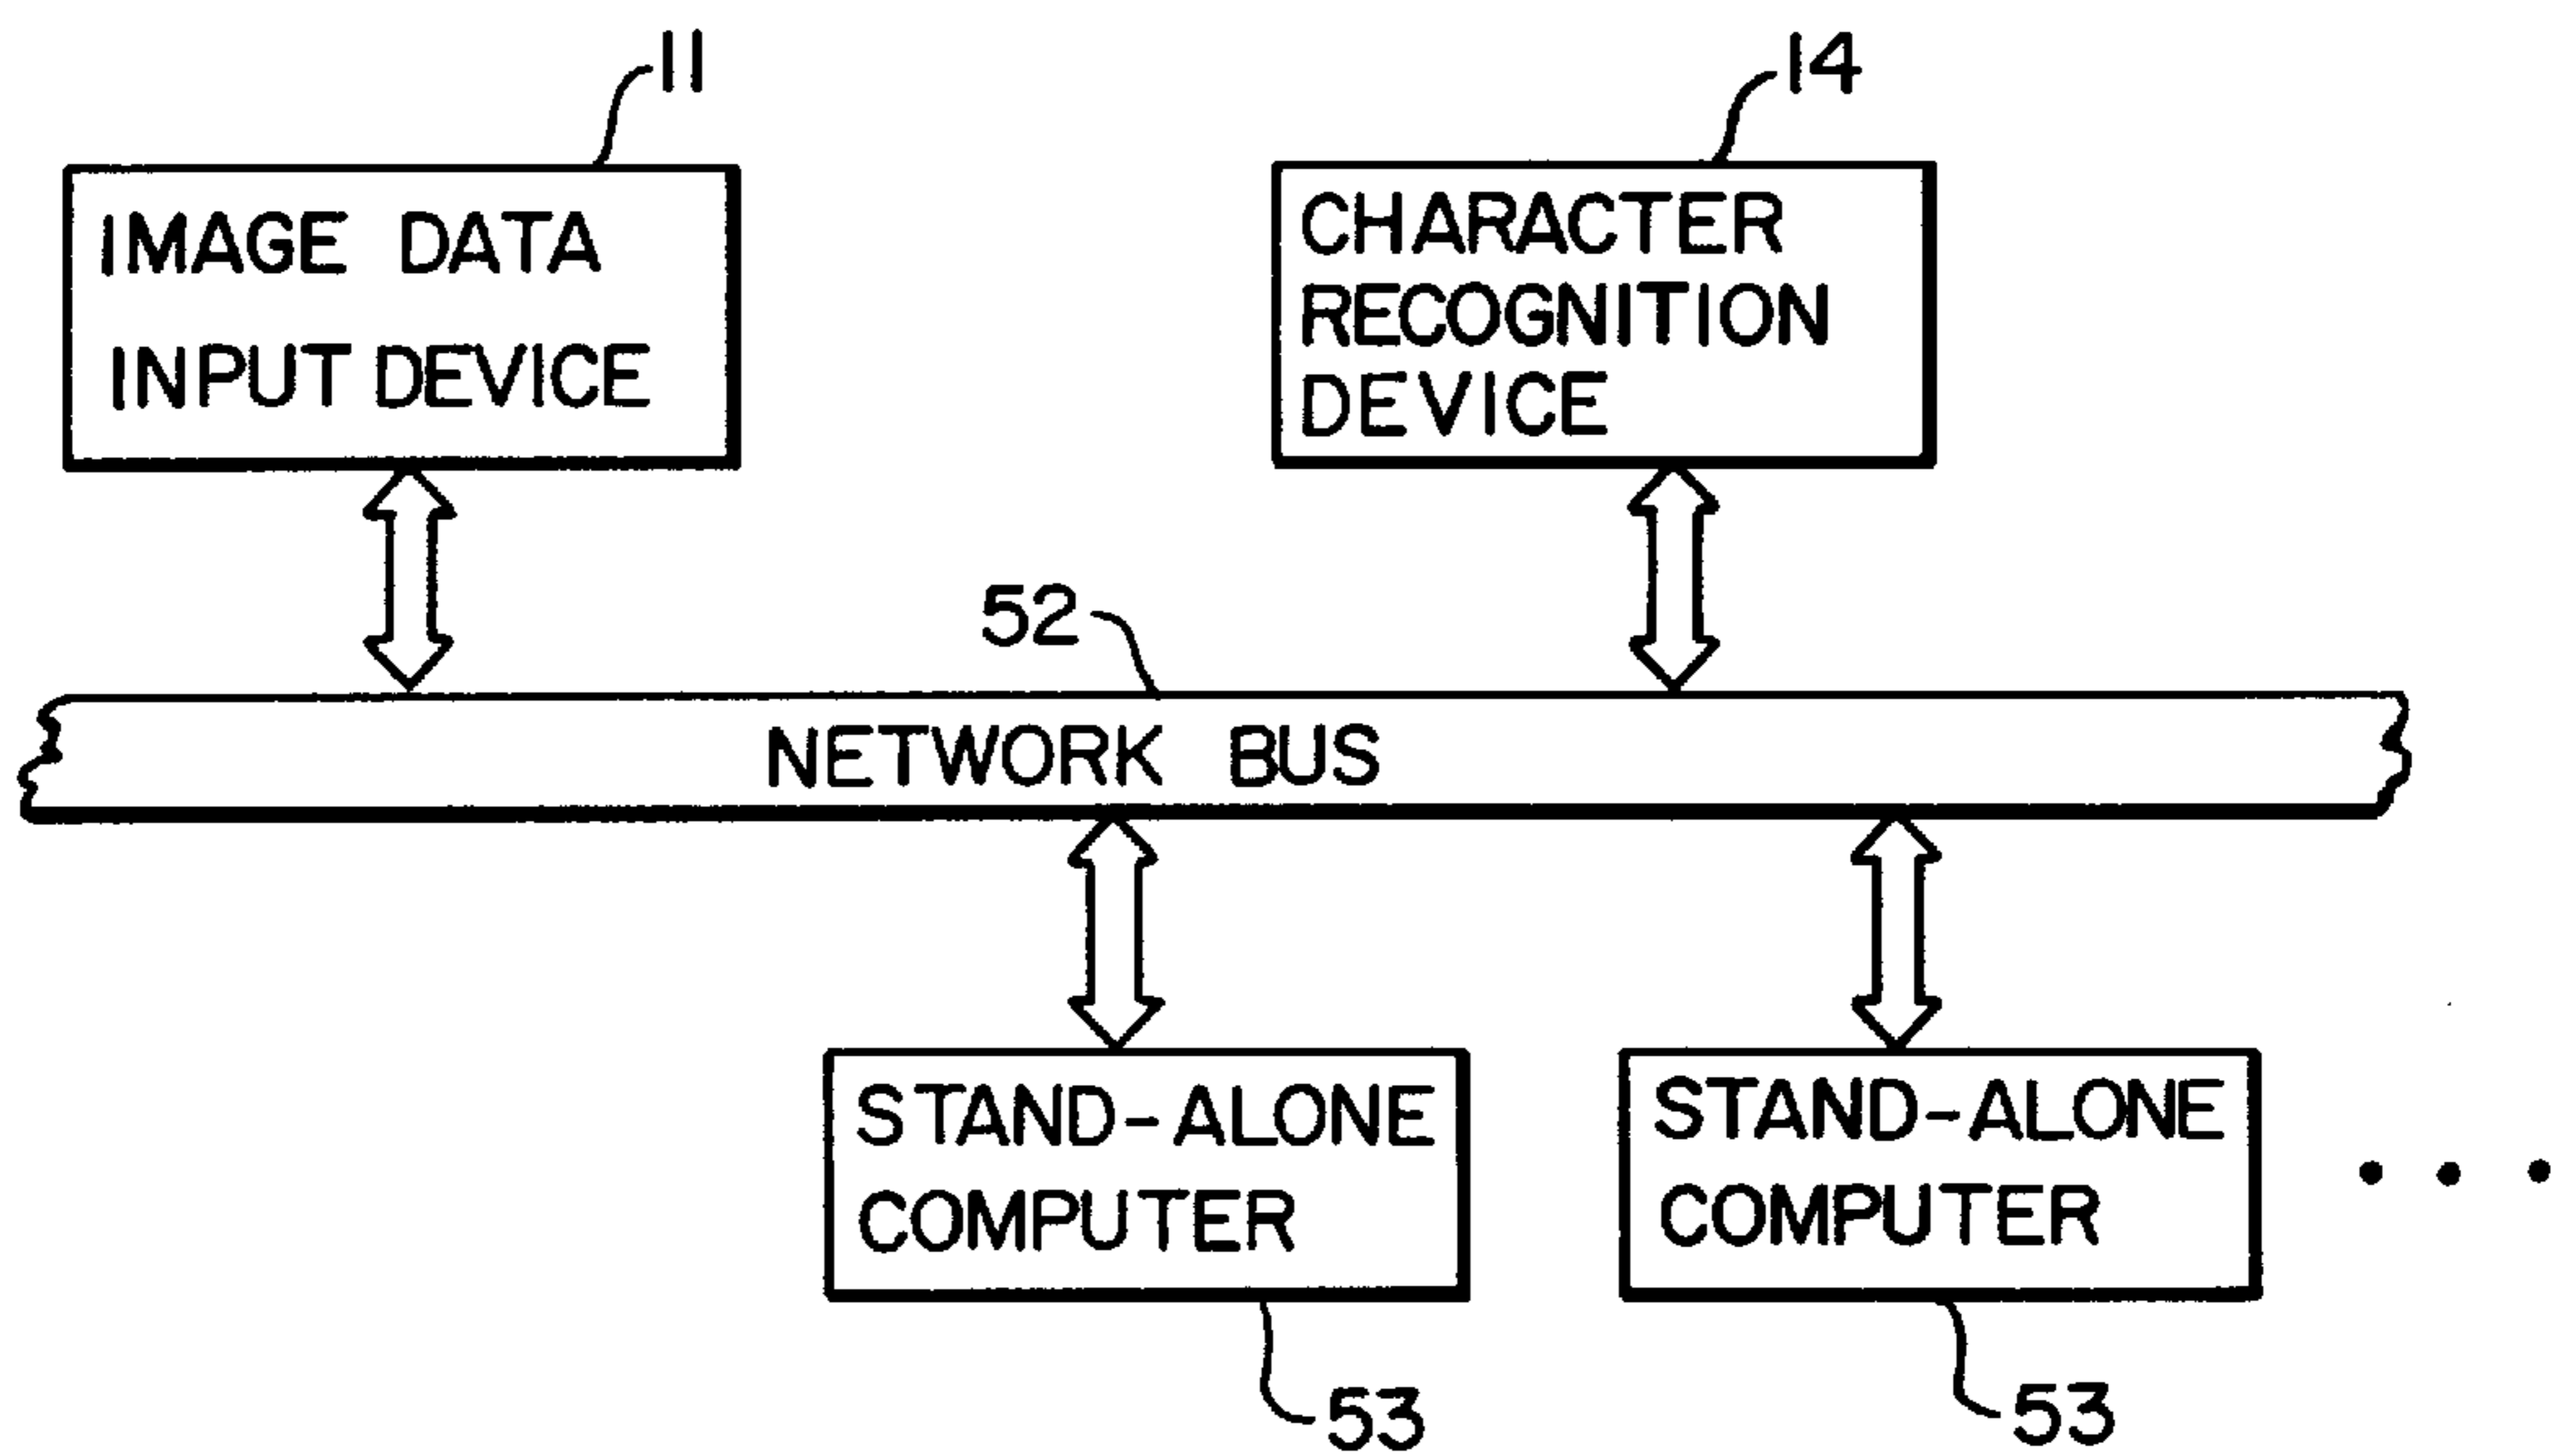 11
14
IMAGE DATA
INPUT DEVICE
CHARACTER
RECOGNITION
DEVICE
52
NETWORK BUS
STAND-ALONE
COMPUTER
STAND-ALONE
COMPUTER
• • •
53
53